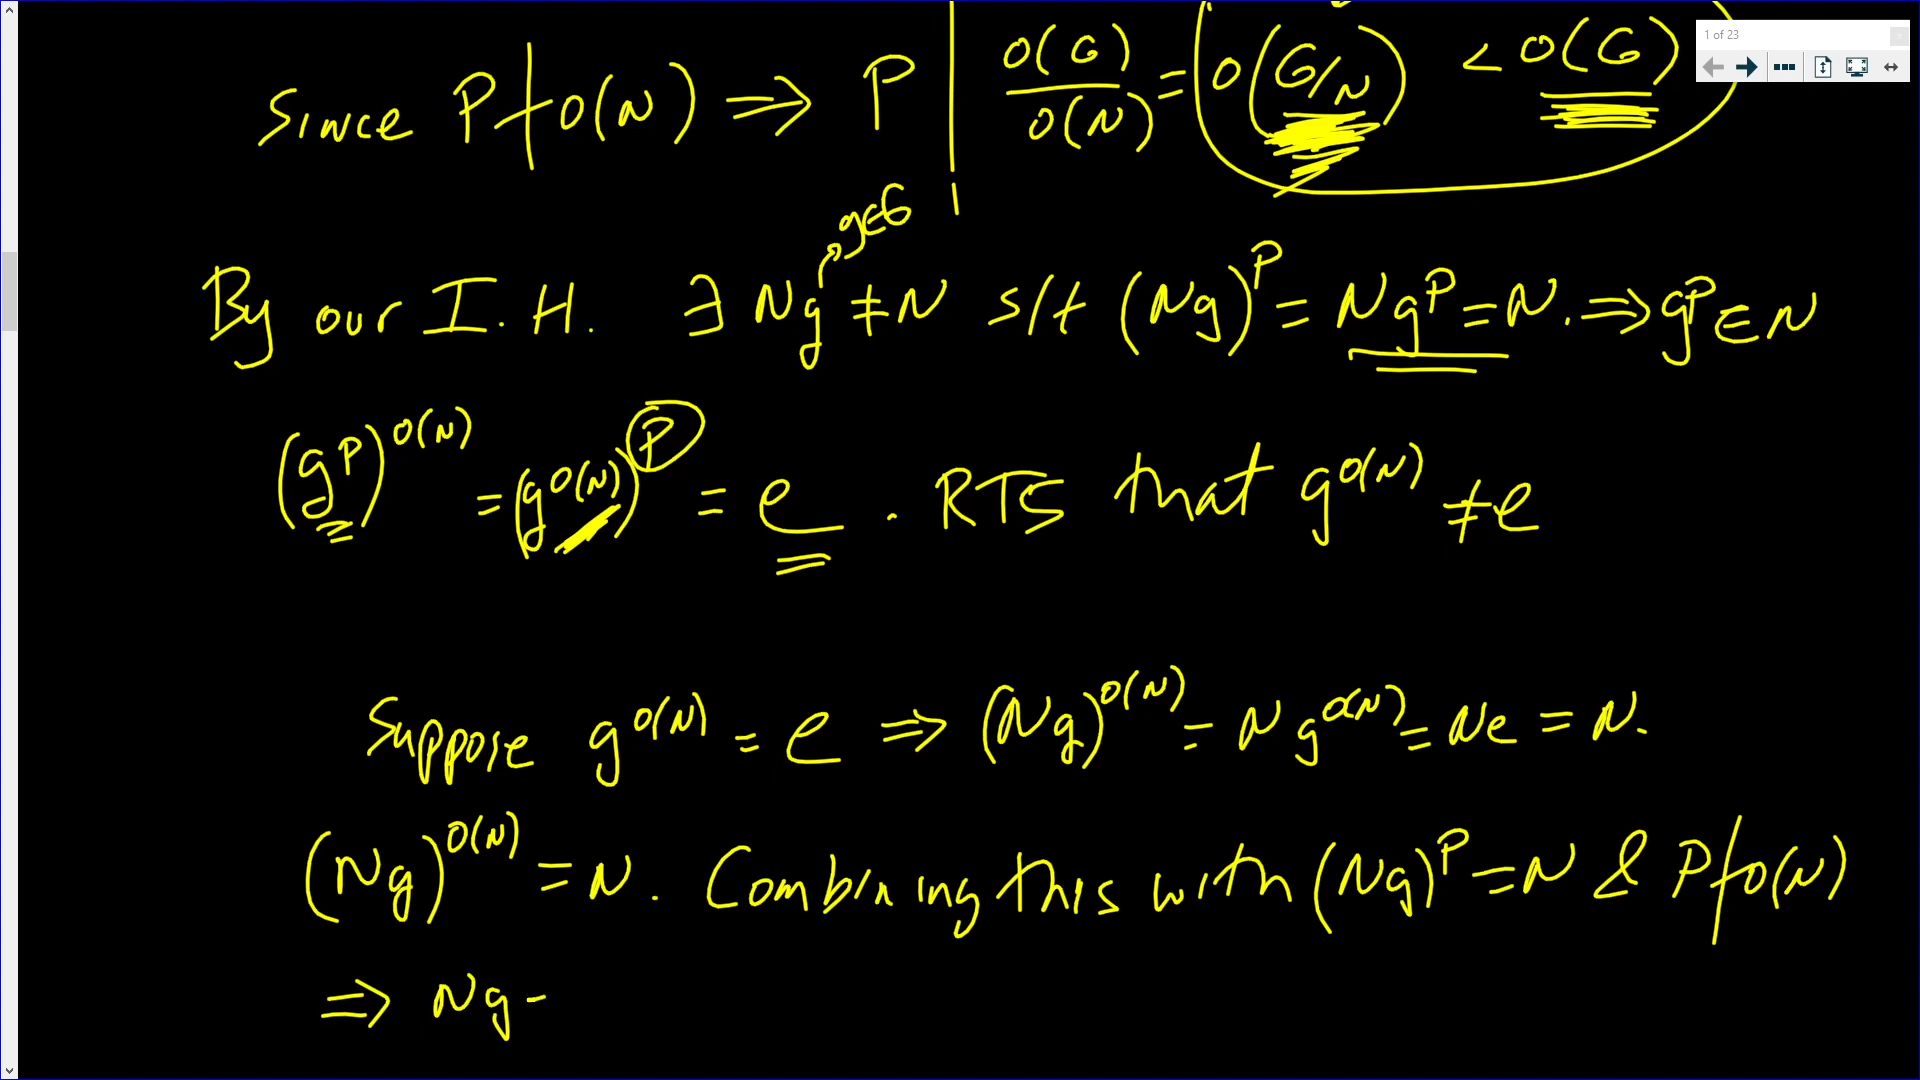 1 of 23
Since P∤o(N) ⇒ P | o(G)/o(N) = o(G/N) < o(G)
g∈G
By our I.H. ∃ Ng ≠ N s/t (Ng)^P = Ng^P = N. ⇒ g^P ∈ N
(g^P)^o(N) = (g^o(N))^P = e. RTS that g^o(N) ≠ e
Suppose g^o(N) = e ⇒ (Ng)^o(N) = Ng^o(N) = Ne = N.
(Ng)^o(N) = N. Combining this with (Ng)^P = N & P∤o(N)
⇒ Ng -